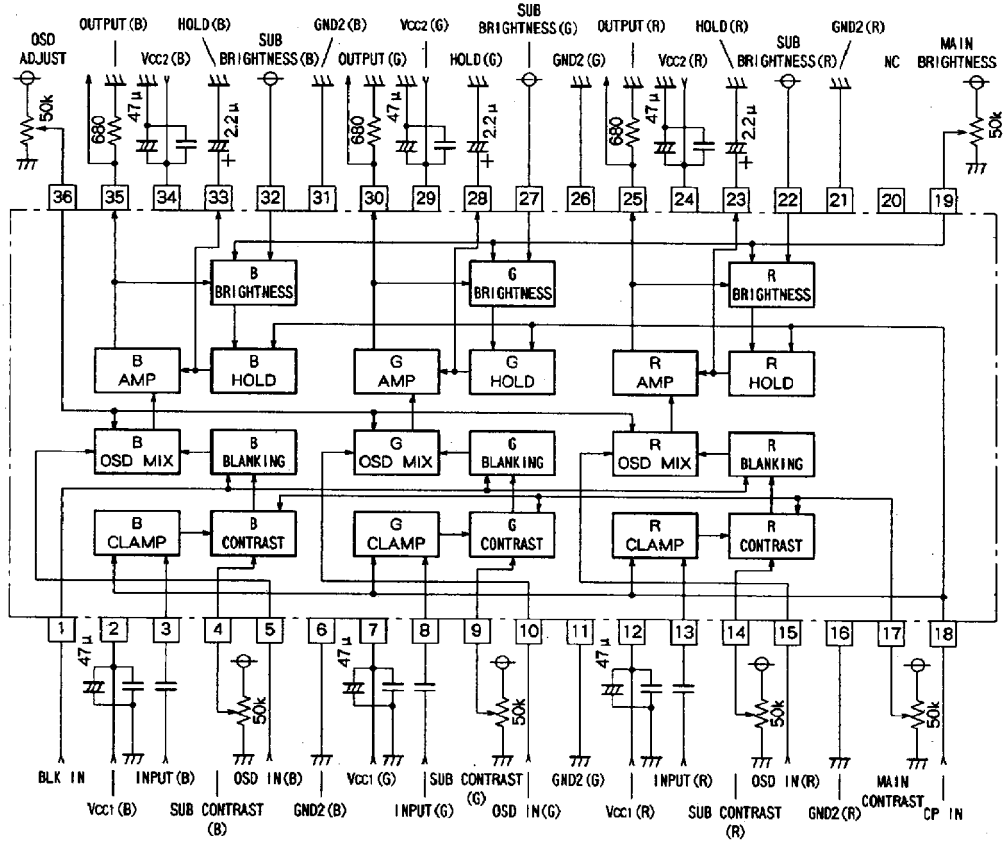 OSD ADJUST
OUTPUT(B)
VCC2(B)
HOLD(B)
SUB BRIGHTNESS(B)
GND2(B)
OUTPUT(G)
VCC2(G)
HOLD(G)
SUB BRIGHTNESS(G)
GND2(G)
OUTPUT(R)
VCC2(R)
HOLD(R)
SUB BRIGHTNESS(R)
GND2(R)
NC
MAIN BRIGHTNESS
50k
680
47μ
2.2μ
+
680
47μ
2.2μ
+
680
47μ
2.2μ
+
50k
36 35 34 33 32 31 30 29 28 27 26 25 24 23 22 21 20 19
B BRIGHTNESS
G BRIGHTNESS
R BRIGHTNESS
B AMP
B HOLD
G AMP
G HOLD
R AMP
R HOLD
B OSD MIX
B BLANKING
G OSD MIX
G BLANKING
R OSD MIX
R BLANKING
B CLAMP
B CONTRAST
G CLAMP
G CONTRAST
R CLAMP
R CONTRAST
1 2 3 4 5 6 7 8 9 10 11 12 13 14 15 16 17 18
47μ
50k
47μ
50k
47μ
50k
50k
BLK IN
VCC1(B)
INPUT(B)
SUB CONTRAST (B)
OSD IN(B)
GND2(B)
VCC1(G)
INPUT(G)
SUB CONTRAST (G)
OSD IN(G)
GND2(G)
VCC1(R)
INPUT(R)
SUB CONTRAST (R)
OSD IN(R)
GND2(R)
MAIN CONTRAST
CP IN